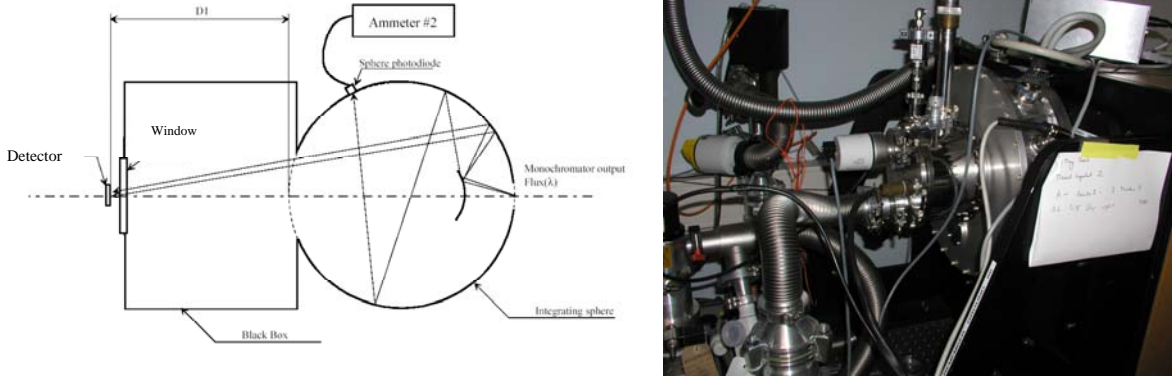 D1
Ammeter #2
Sphere photodiode
Window
Detector
Monochromator output
Flux(λ)
Integrating sphere
Black Box